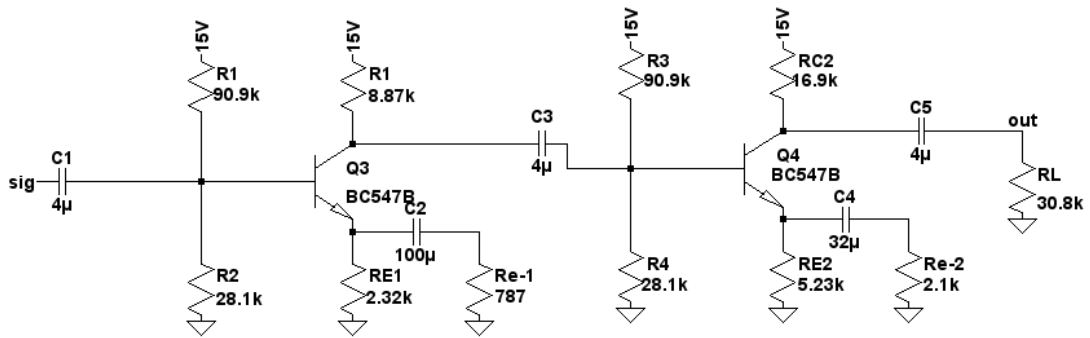 15V
R1
90.9k
15V
R1
8.87k
15V
R3
90.9k
15V
RC2
16.9k
C1
4µ
sig
C3
4µ
C5
4µ
out
Q3
BC547B
Q4
BC547B
RL
30.8k
C2
100µ
C4
32µ
R2
28.1k
RE1
2.32k
Re-1
787
R4
28.1k
RE2
5.23k
Re-2
2.1k